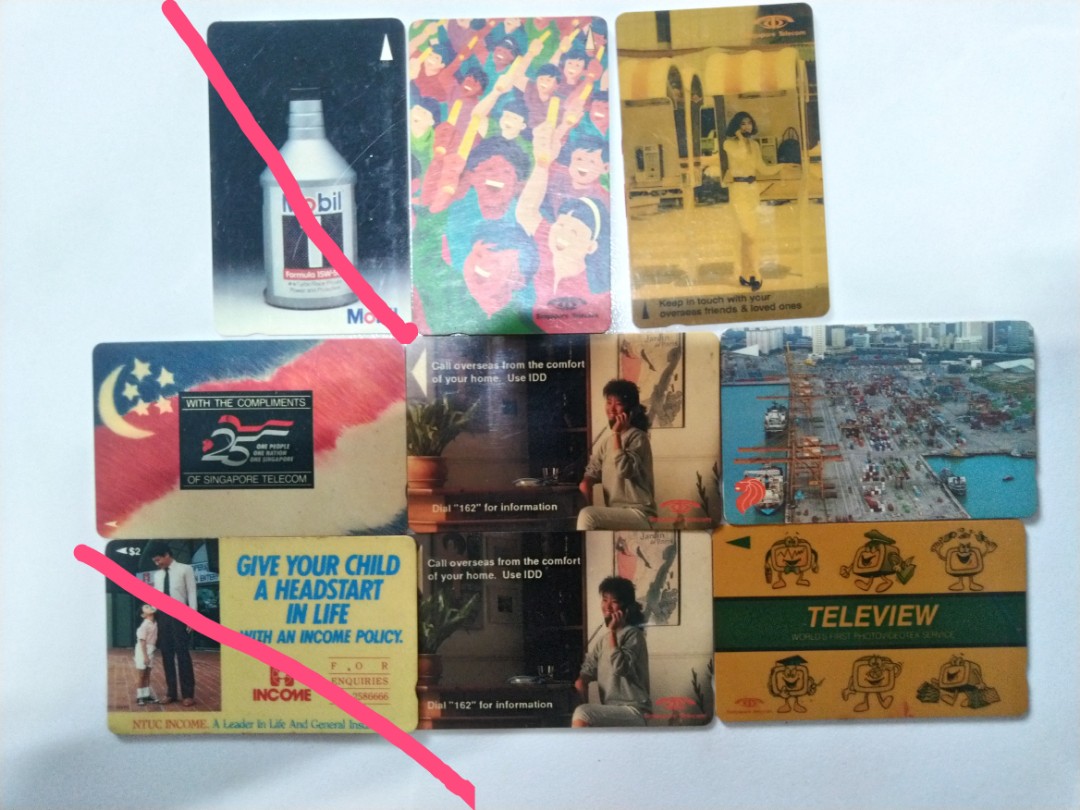 Mobil
1
Formula 15W-5
Mobil
Singapore Telecom
Singapore Telecom
Keep in touch with your
overseas friends & loved ones
WITH THE COMPLIMENTS
25
ONE PEOPLE
ONE NATION
ONE SINGAPORE
OF SINGAPORE TELECOM
Call overseas from the comfort
of your home. Use IDD
Dial "162" for information
$2
GIVE YOUR CHILD
A HEADSTART
IN LIFE
WITH AN INCOME POLICY.
INCOME
FOR
ENQUIRIES
2586666
NTUC INCOME. A Leader In Life And General Ins
Call overseas from the comfort
of your home. Use IDD
Dial "162" for information
TELEVIEW
WORLD'S FIRST PHOTOVIDEOTEX SERVICE